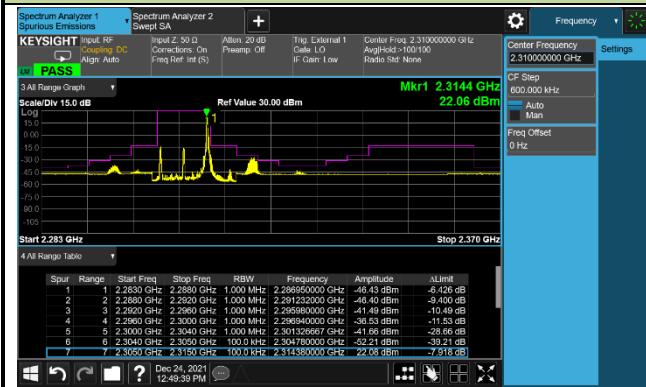 Spectrum Analyzer 1
Spurious Emissions
Spectrum Analyzer 2
Swept SA
Frequency
KEYSIGHT
Input: RF
Coupling: DC
Align: Auto
Input Z: 50 Ω
Corrections: On
Freq Ref: Int (S)
Atten: 20 dB
Preamp: Off
Trig: External 1
Gate: LO
IF Gain: Low
Center Freq: 2.310000000 GHz
Avg|Hold:>100/100
Radio Std: None
PASS
Center Frequency
2.310000000 GHz
Settings
CF Step
600.000 kHz
Auto
Man
Freq Offset
0 Hz
3 All Range Graph
Mkr1 2.3144 GHz
22.06 dBm
Scale/Div 15.0 dB
Ref Value 30.00 dBm
Log
15.0
0.00
-15.0
-30.0
-45.0
-60.0
-75.0
-90.0
-105
1
Start 2.283 GHz
Stop 2.370 GHz
4 All Range Table
Spur Range Start Freq Stop Freq RBW Frequency Amplitude ΔLimit
1 1 2.2830 GHz 2.2880 GHz 1.000 MHz 2.286950000 GHz -46.43 dBm -6.426 dB
2 2 2.2880 GHz 2.2920 GHz 1.000 MHz 2.291232000 GHz -46.40 dBm -9.400 dB
3 3 2.2920 GHz 2.2960 GHz 1.000 MHz 2.295980000 GHz -41.49 dBm -10.49 dB
4 4 2.2960 GHz 2.3000 GHz 1.000 MHz 2.296940000 GHz -36.53 dBm -11.53 dB
5 5 2.3000 GHz 2.3040 GHz 1.000 MHz 2.301326667 GHz -41.66 dBm -28.66 dB
6 6 2.3040 GHz 2.3050 GHz 100.0 kHz 2.304780000 GHz -52.21 dBm -39.21 dB
7 7 2.3050 GHz 2.3150 GHz 100.0 kHz 2.314380000 GHz 22.08 dBm -7.918 dB
Dec 24, 2021
12:49:39 PM